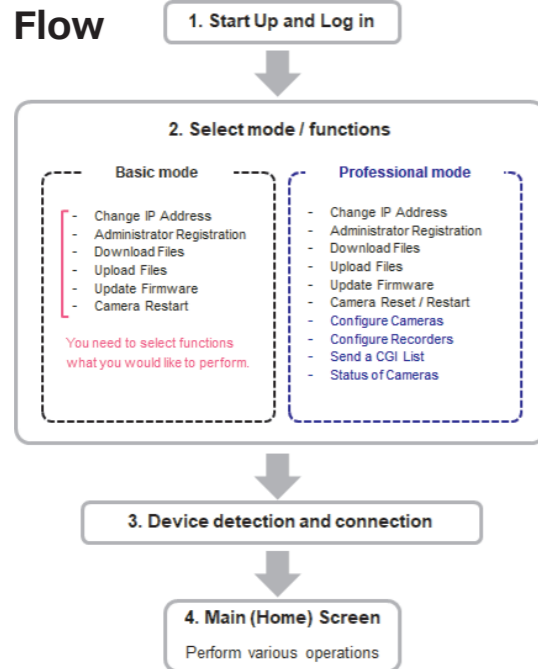 Flow
1. Start Up and Log in
2. Select mode / functions
Basic mode
- Change IP Address
- Administrator Registration
- Download Files
- Upload Files
- Update Firmware
- Camera Restart
You need to select functions
what you would like to perform.
Professional mode
- Change IP Address
- Administrator Registration
- Download Files
- Upload Files
- Update Firmware
- Camera Reset / Restart
- Configure Cameras
- Configure Recorders
- Send a CGI List
- Status of Cameras
3. Device detection and connection
4. Main (Home) Screen
Perform various operations